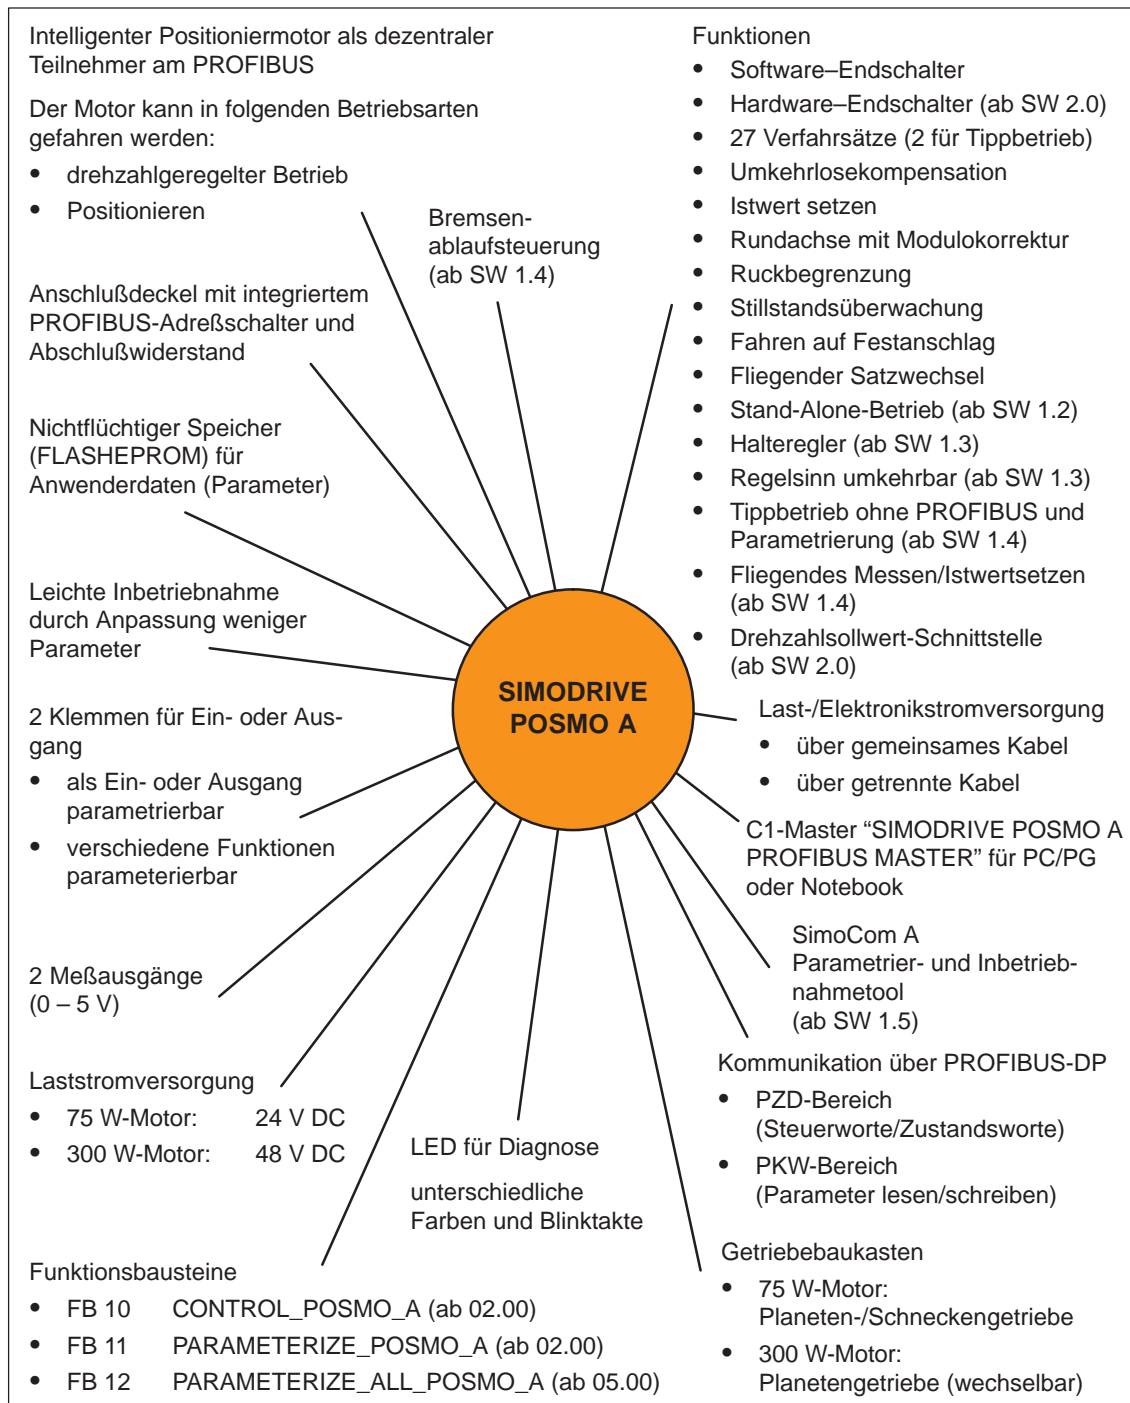 Intelligenter Positioniermotor als dezentraler
Teilnehmer am PROFIBUS
Der Motor kann in folgenden Betriebsarten
gefahren werden:
• drehzahlgeregelter Betrieb
• Positionieren
Bremsen-
ablaufsteuerung
(ab SW 1.4)
Anschlußdeckel mit integriertem
PROFIBUS-Adreßschalter und
Abschlußwiderstand
Nichtflüchtiger Speicher
(FLASHEPROM) für
Anwenderdaten (Parameter)
Leichte Inbetriebnahme
durch Anpassung weniger
Parameter
2 Klemmen für Ein- oder Aus-
gang
• als Ein- oder Ausgang
parametrierbar
• verschiedene Funktionen
parameterierbar
2 Meßausgänge
(0 – 5 V)
Laststromversorgung
• 75 W-Motor: 24 V DC
• 300 W-Motor: 48 V DC
Funktionsbausteine
• FB 10 CONTROL_POSMO_A (ab 02.00)
• FB 11 PARAMETERIZE_POSMO_A (ab 02.00)
• FB 12 PARAMETERIZE_ALL_POSMO_A (ab 05.00)
SIMODRIVE
POSMO A
LED für Diagnose
unterschiedliche
Farben und Blinktakte
Funktionen
• Software–Endschalter
• Hardware–Endschalter (ab SW 2.0)
• 27 Verfahrsätze (2 für Tippbetrieb)
• Umkehrlosekompensation
• Istwert setzen
• Rundachse mit Modulokorrektur
• Ruckbegrenzung
• Stillstandsüberwachung
• Fahren auf Festanschlag
• Fliegender Satzwechsel
• Stand-Alone-Betrieb (ab SW 1.2)
• Halteregler (ab SW 1.3)
• Regelsinn umkehrbar (ab SW 1.3)
• Tippbetrieb ohne PROFIBUS und
Parametrierung (ab SW 1.4)
• Fliegendes Messen/Istwertsetzen
(ab SW 1.4)
• Drehzahlsollwert-Schnittstelle
(ab SW 2.0)
Last-/Elektronikstromversorgung
• über gemeinsames Kabel
• über getrennte Kabel
C1-Master “SIMODRIVE POSMO A
PROFIBUS MASTER” für PC/PG
oder Notebook
SimoCom A
Parametrier- und Inbetrieb-
nahmetool
(ab SW 1.5)
Kommunikation über PROFIBUS-DP
• PZD-Bereich
(Steuerworte/Zustandsworte)
• PKW-Bereich
(Parameter lesen/schreiben)
Getriebebaukasten
• 75 W-Motor:
Planeten-/Schneckengetriebe
• 300 W-Motor:
Planetengetriebe (wechselbar)